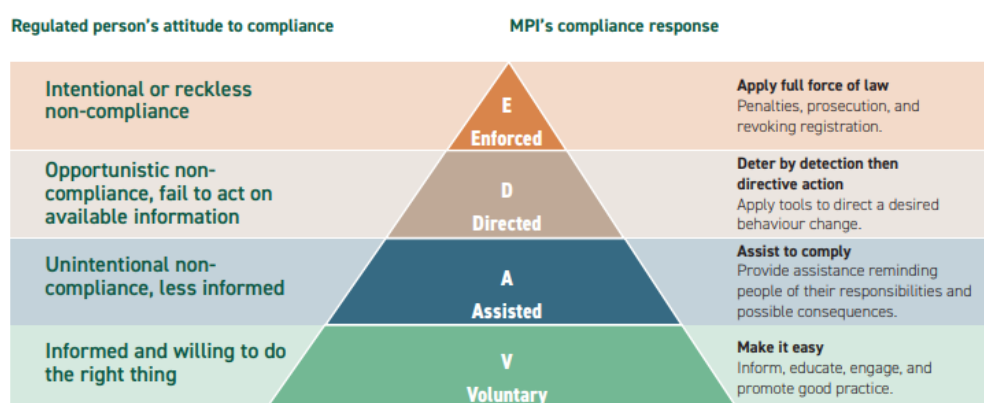 Regulated person's attitude to compliance
MPI's compliance response
Intentional or reckless
non-compliance
E
Enforced
Apply full force of law
Penalties, prosecution, and
revoking registration.
Opportunistic non-
compliance, fail to act on
available information
D
Directed
Deter by detection then
directive action
Apply tools to direct a desired
behaviour change.
Unintentional non-
compliance, less informed
A
Assisted
Assist to comply
Provide assistance reminding
people of their responsibilities and
possible consequences.
Informed and willing to do
the right thing
V
Voluntary
Make it easy
Inform, educate, engage, and
promote good practice.